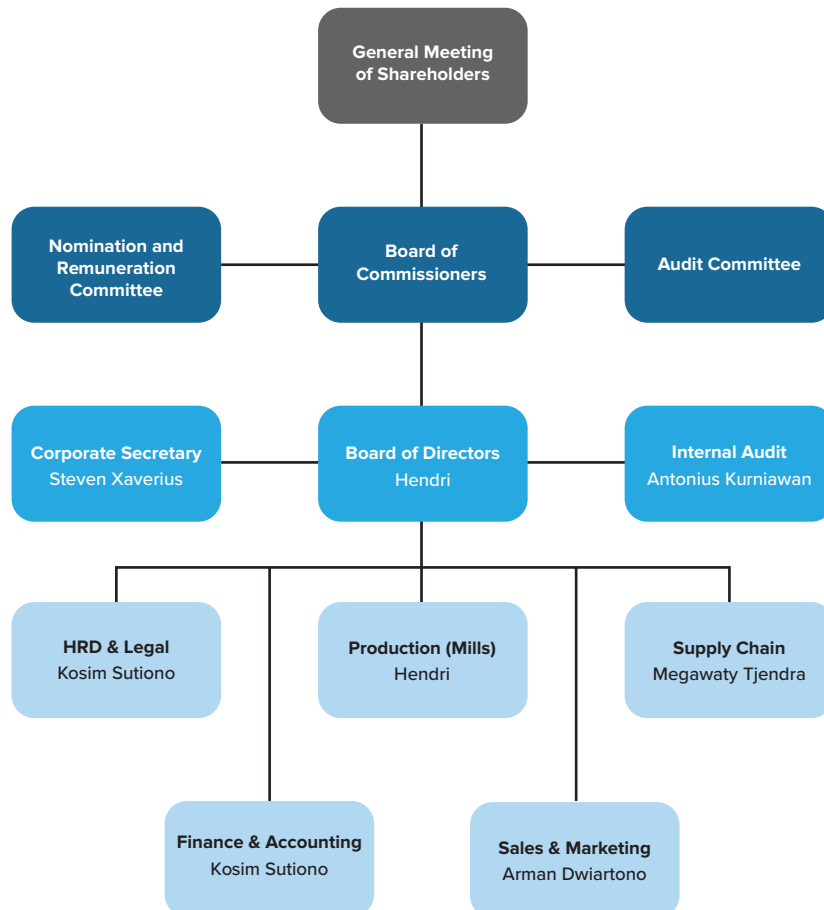 General Meeting
of Shareholders
Nomination and
Remuneration
Committee
Board of
Commissioners
Audit Committee
Corporate Secretary
Steven Xaverius
Board of Directors
Hendri
Internal Audit
Antonius Kurniawan
HRD & Legal
Kosim Sutiono
Production (Mills)
Hendri
Supply Chain
Megawaty Tjendra
Finance & Accounting
Kosim Sutiono
Sales & Marketing
Arman Dwiartono